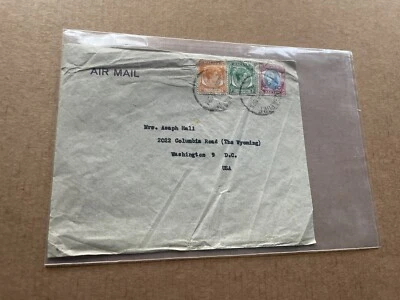 AIR MAIL
Mrs. Asaph Hall
2022 Columbia Road (The Wyoming)
Washington 9 D.C.
USA